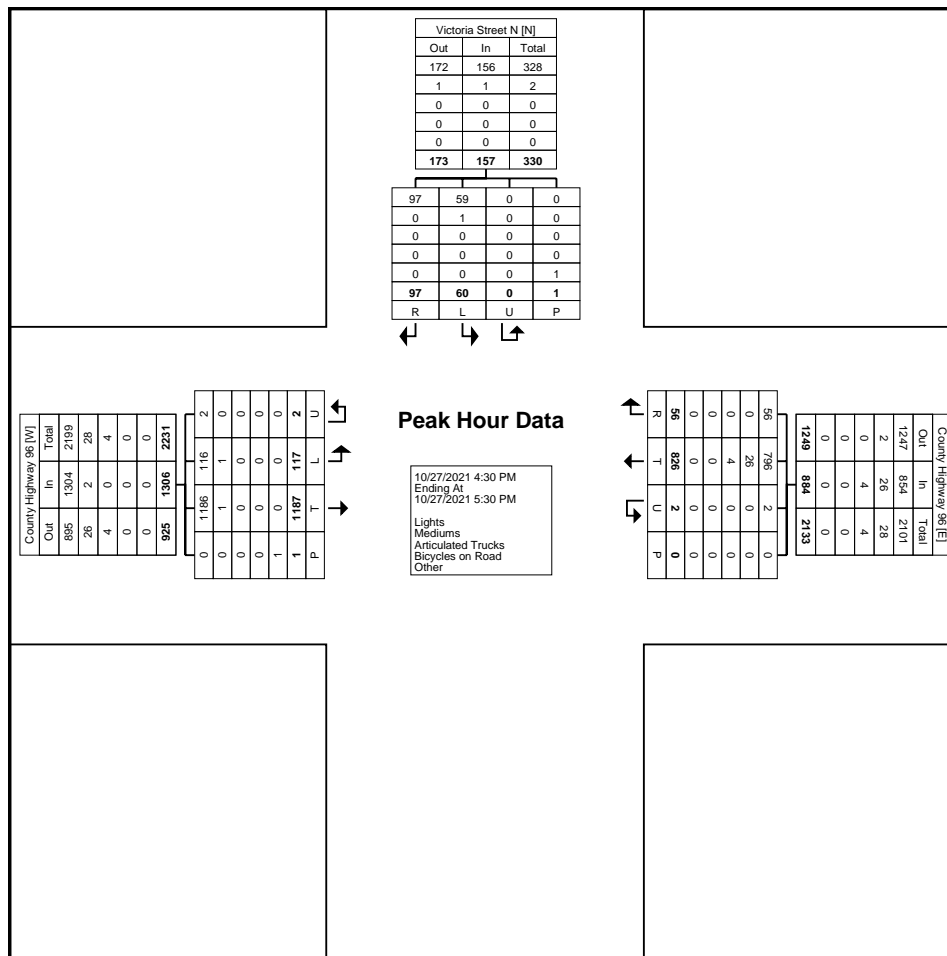 Victoria Street N [N]
Out In Total
172 156 328
1 1 2
0 0 0
0 0 0
0 0 0
173 157 330
97 59 0 0
0 1 0 0
0 0 0 0
0 0 0 0
0 0 0 1
97 60 0 1
R L U P
County Highway 96 [W]
Out In Total
895 1304 2199
26 2 28
4 0 4
0 0 0
0 0 0
925 1306 2231
0 1186 116 2
0 1 1 0
0 0 0 0
0 0 0 0
1 0 0 0
1 1187 117 2
P T L U
Peak Hour Data
10/27/2021 4:30 PM
Ending At
10/27/2021 5:30 PM
Lights
Mediums
Articulated Trucks
Bicycles on Road
Other
County Highway 96 [E]
Out In Total
1247 854 2101
2 26 28
0 4 4
0 0 0
0 0 0
1249 884 2133
56 796 2 0
0 26 0 0
0 4 0 0
0 0 0 0
0 0 0 0
56 826 2 0
R T U P